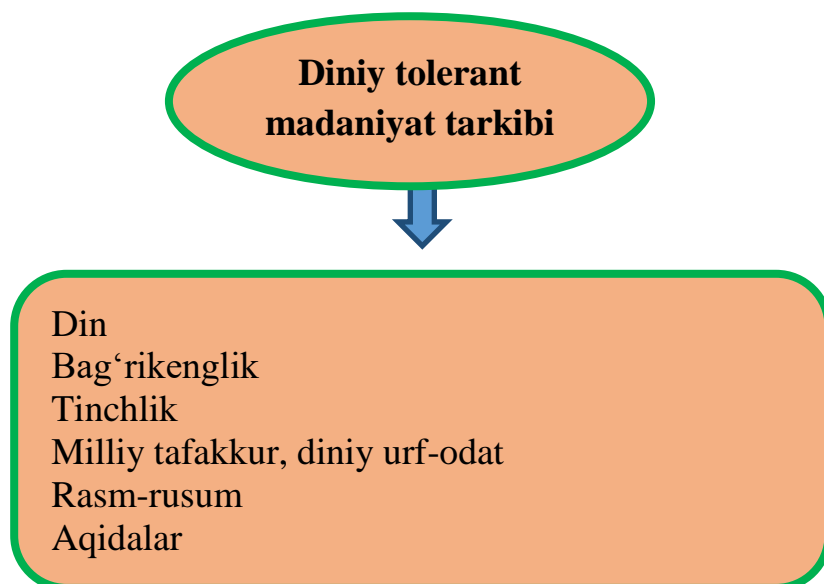 Diniy tolerant
madaniyat tarkibi
Din
Bag‘rikenglik
Tinchlik
Milliy tafakkur, diniy urf-odat
Rasm-rusum
Aqidalar